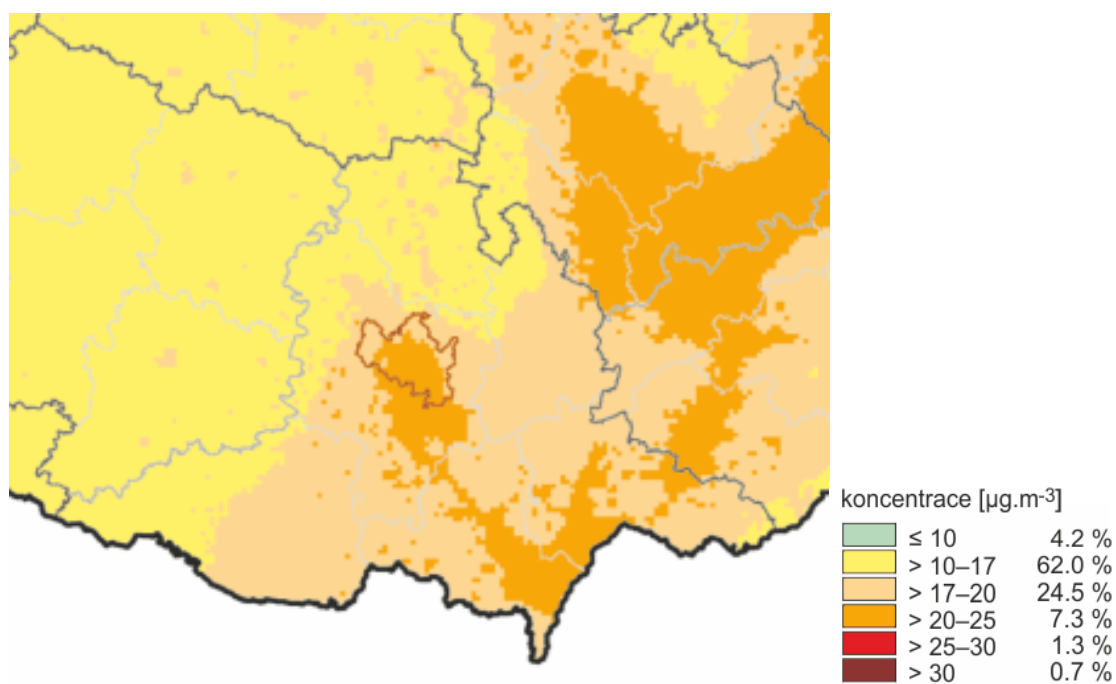 koncentrace [µg.m-3]
≤ 10 4.2 %
> 10–17 62.0 %
> 17–20 24.5 %
> 20–25 7.3 %
> 25–30 1.3 %
> 30 0.7 %